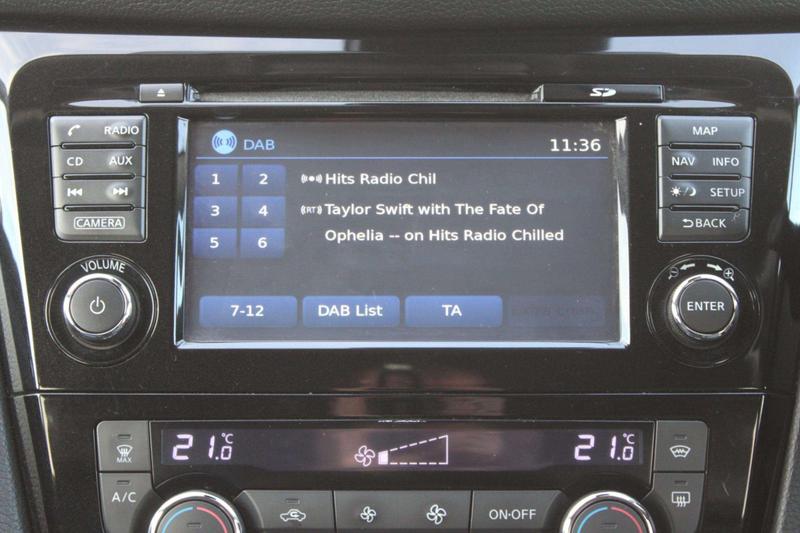 SD
RADIO
CD AUX
CAMERA
VOLUME
DAB 11:36
1 2
3 4
5 6
Hits Radio Chil
(RT) Taylor Swift with The Fate Of
Ophelia -- on Hits Radio Chilled
7-12 DAB List TA
MAP
NAV INFO
SETUP
BACK
ENTER
MAX
A/C
21.0°C
21.0°C
ON·OFF